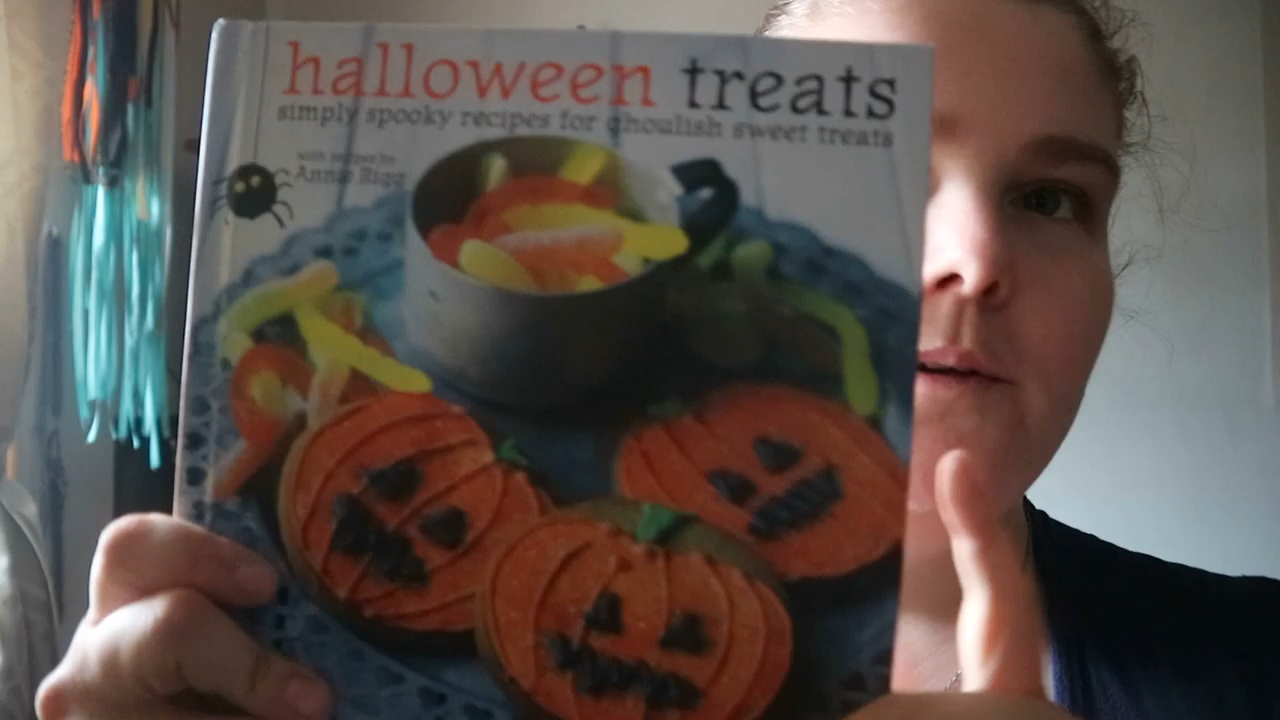 halloween treats
simply spooky recipes for ghoulish sweet treats
with recipes by
Annie Rigg